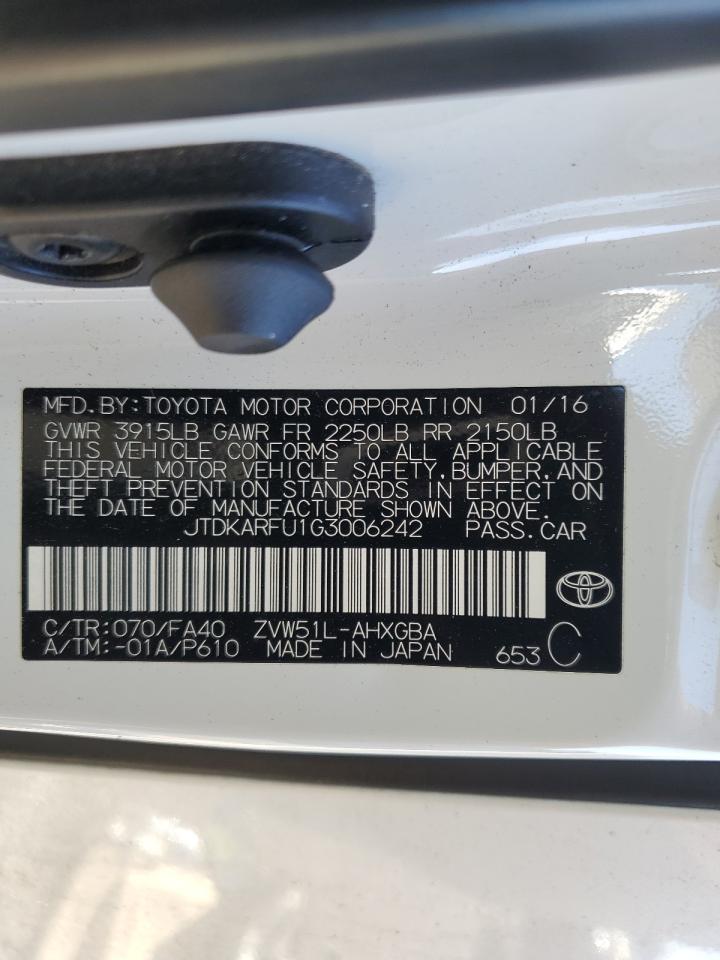 MFD. BY: TOYOTA MOTOR CORPORATION 01/16
GVWR 3915LB GAWR FR 2250LB RR 2150LB
THIS VEHICLE CONFORMS TO ALL APPLICABLE
FEDERAL MOTOR VEHICLE SAFETY, BUMPER, AND
THEFT PREVENTION STANDARDS IN EFFECT ON
THE DATE OF MANUFACTURE SHOWN ABOVE.
JTDKARFU1G3006242 PASS. CAR
C/TR: 070/FA40 ZVW51L-AHXGBA
A/TM: -01A/P610 MADE IN JAPAN 653 C